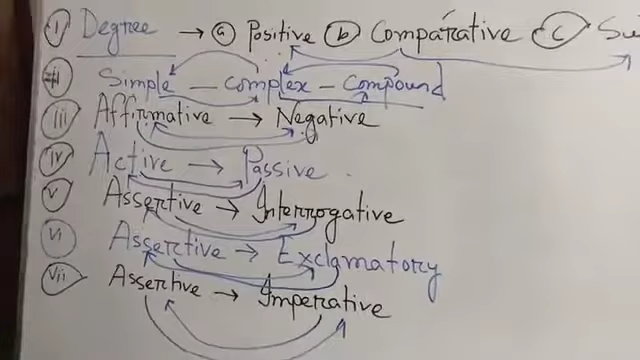 i Degree → a Positive b Comparative c Su
ii Simple – complex – compound
iii Affirmative → Negative
iv Active → Passive
v Assertive → Interrogative
vi Assertive → Exclamatory
vii Assertive → Imperative